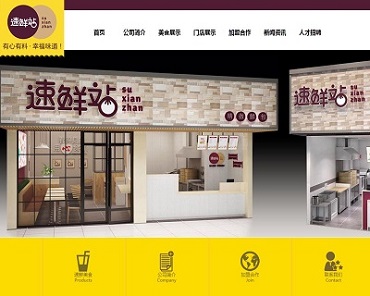 速鲜站 su xian zhan
有心有料·幸福味道!
首页 公司简介 美食展示 门店展示 加盟合作 新闻资讯 人才招聘
速鲜站 su xian zhan
速鲜站 su xian zhan
速鲜美食 公司简介 加盟合作 联系我们
Products Company Join Contact